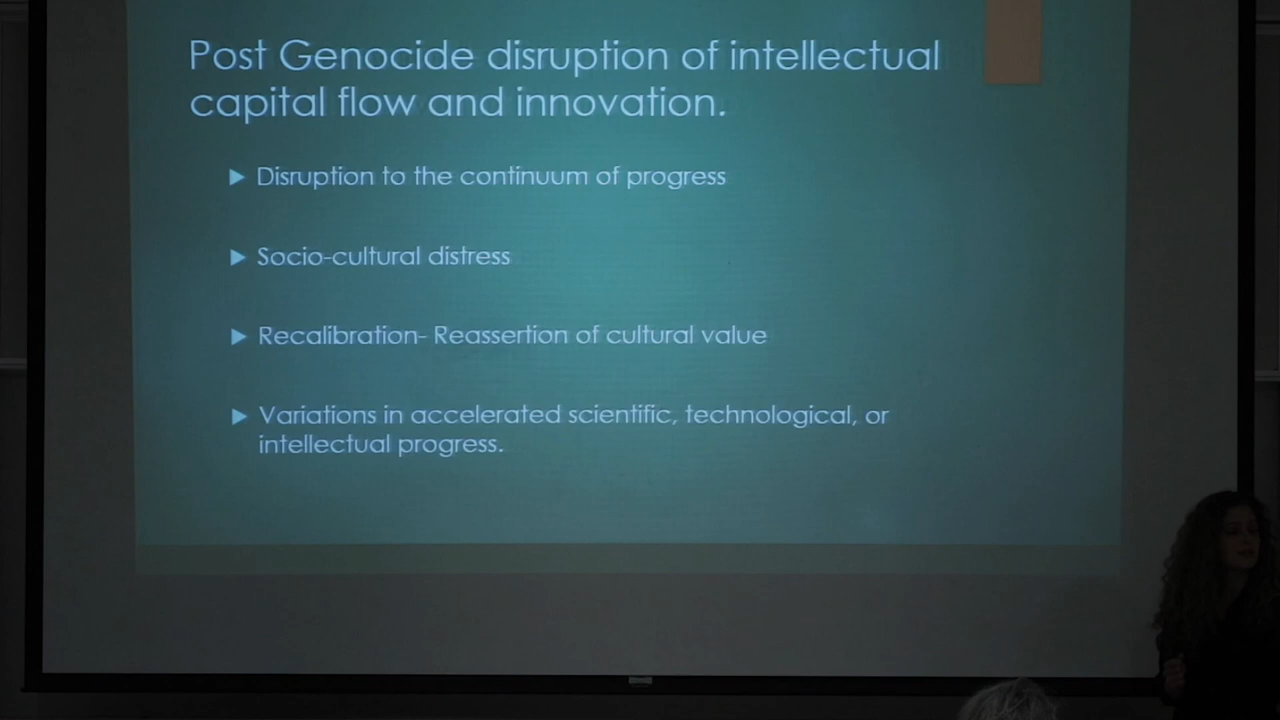 Post Genocide disruption of intellectual
capital flow and innovation.
Disruption to the continuum of progress
Socio-cultural distress
Recalibration- Reassertion of cultural value
Variations in accelerated scientific, technological, or
intellectual progress.